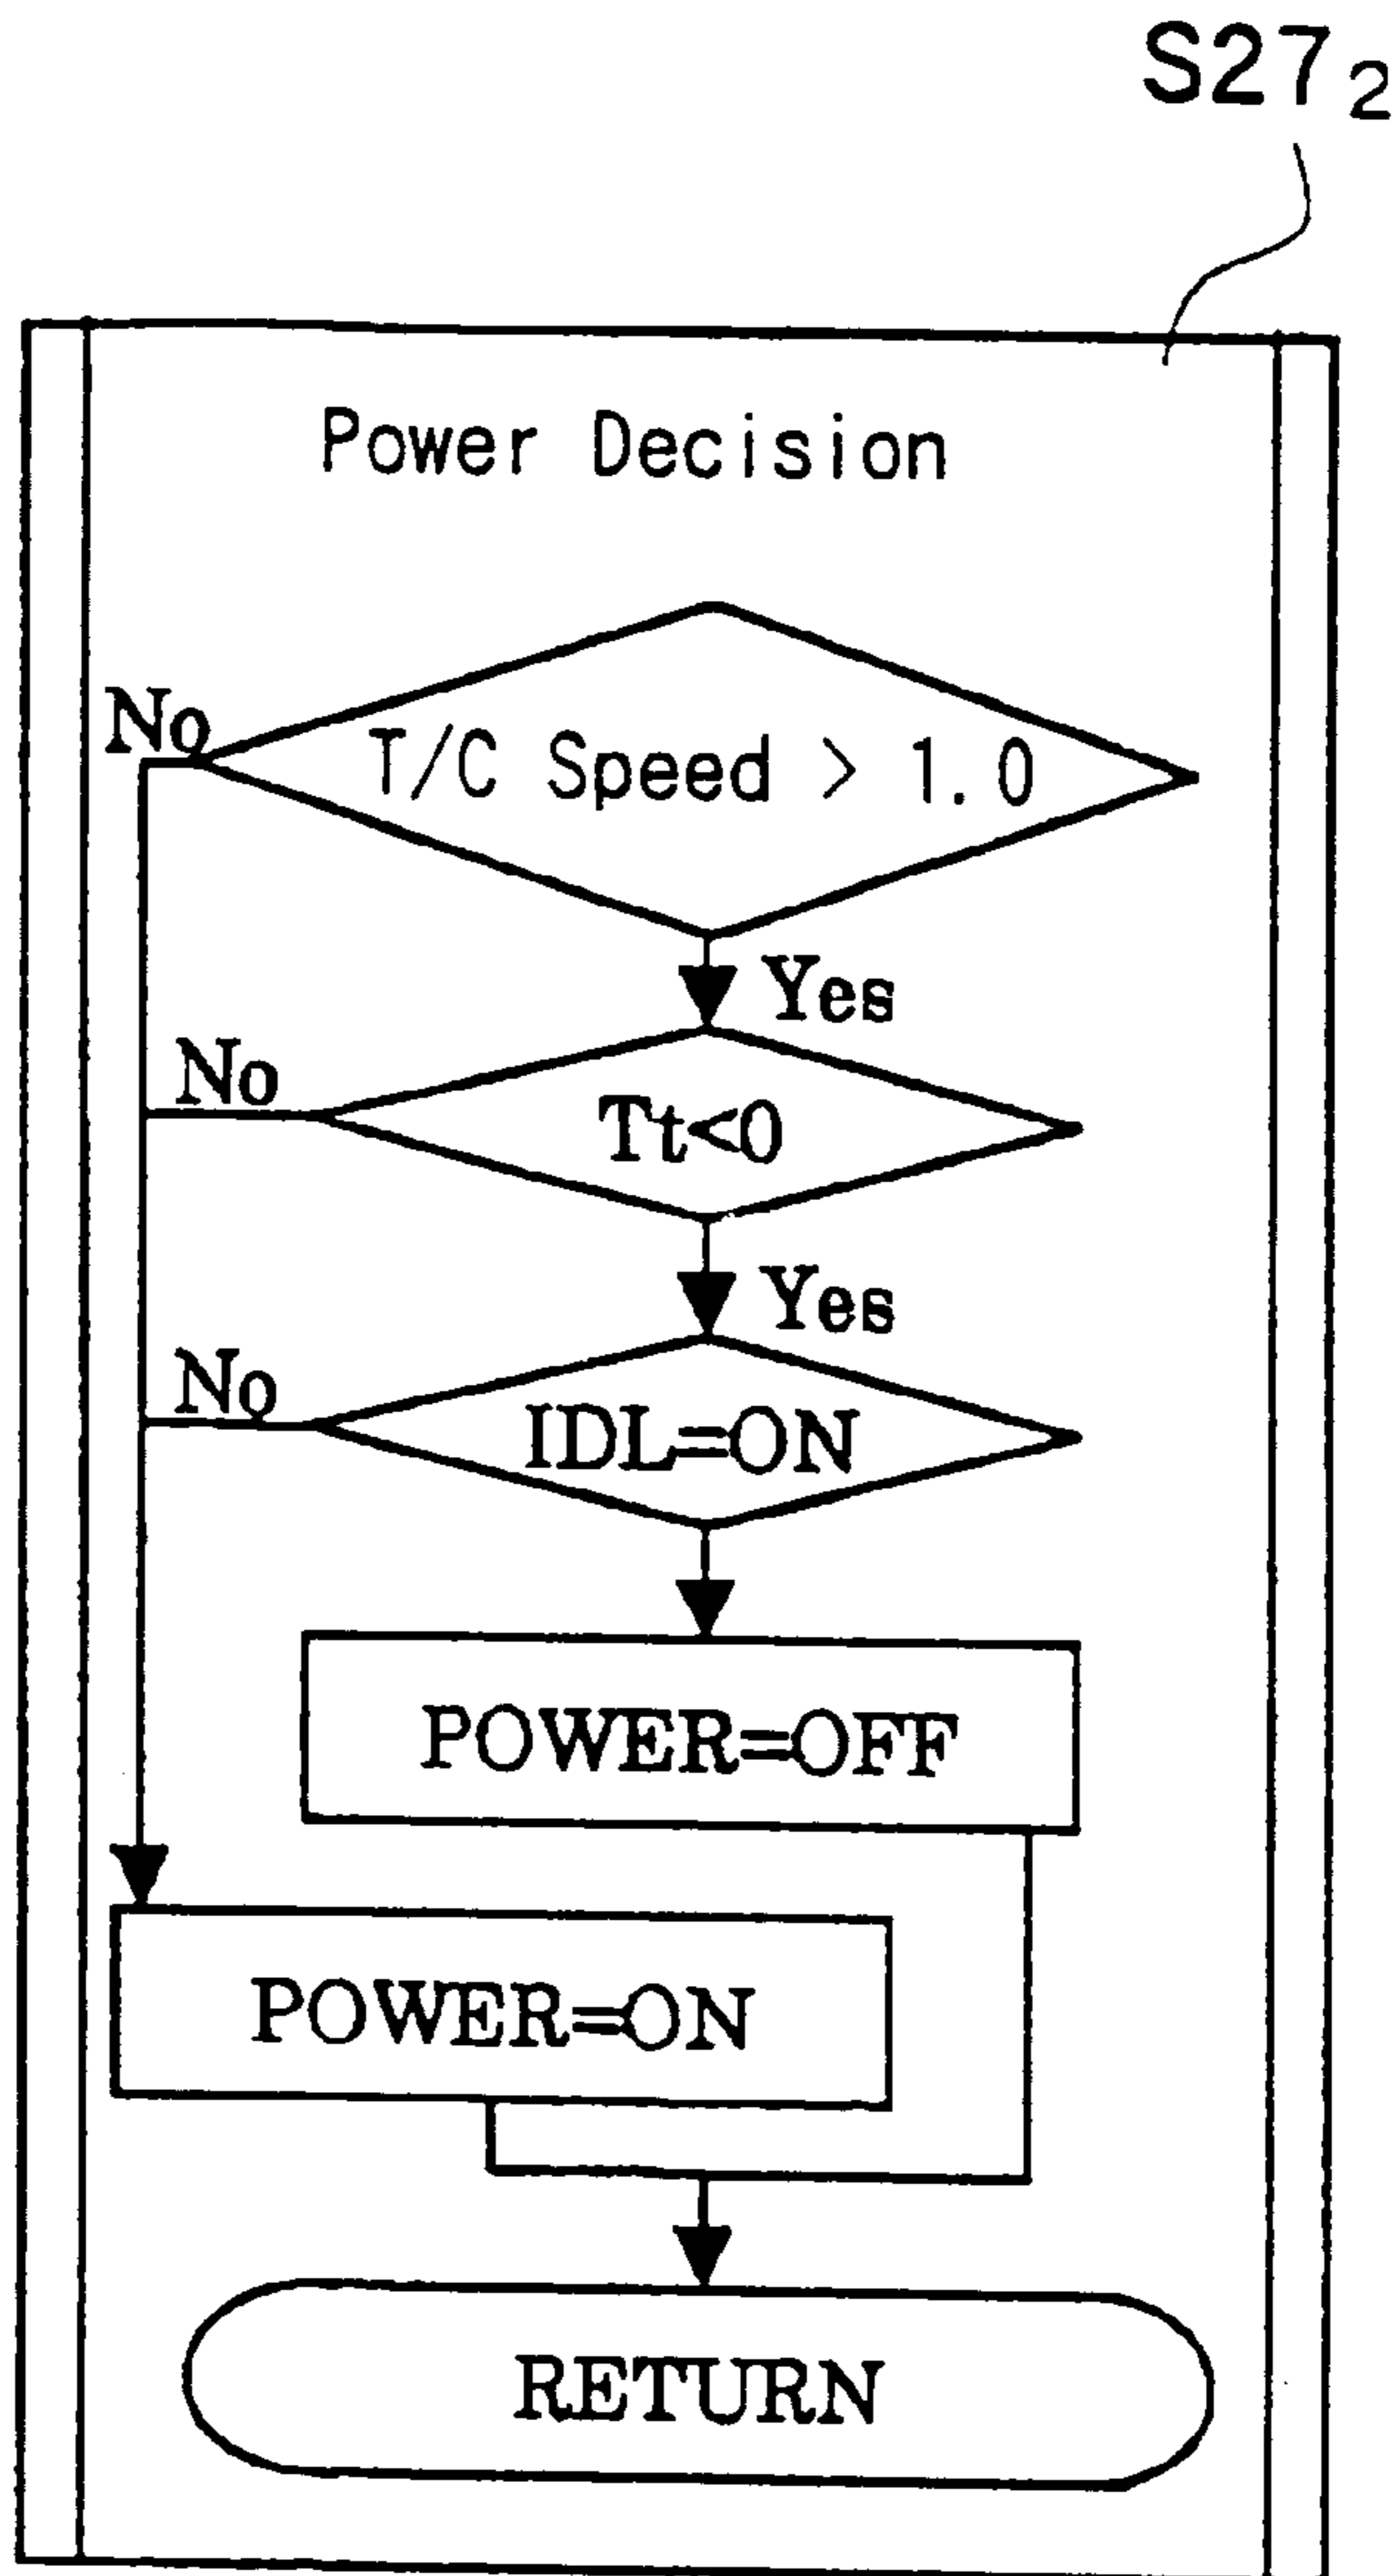 S27₂
Power Decision
No
T/C Speed > 1.0
Yes
No
Tt<0
Yes
No
IDL=ON
POWER=OFF
POWER=ON
RETURN